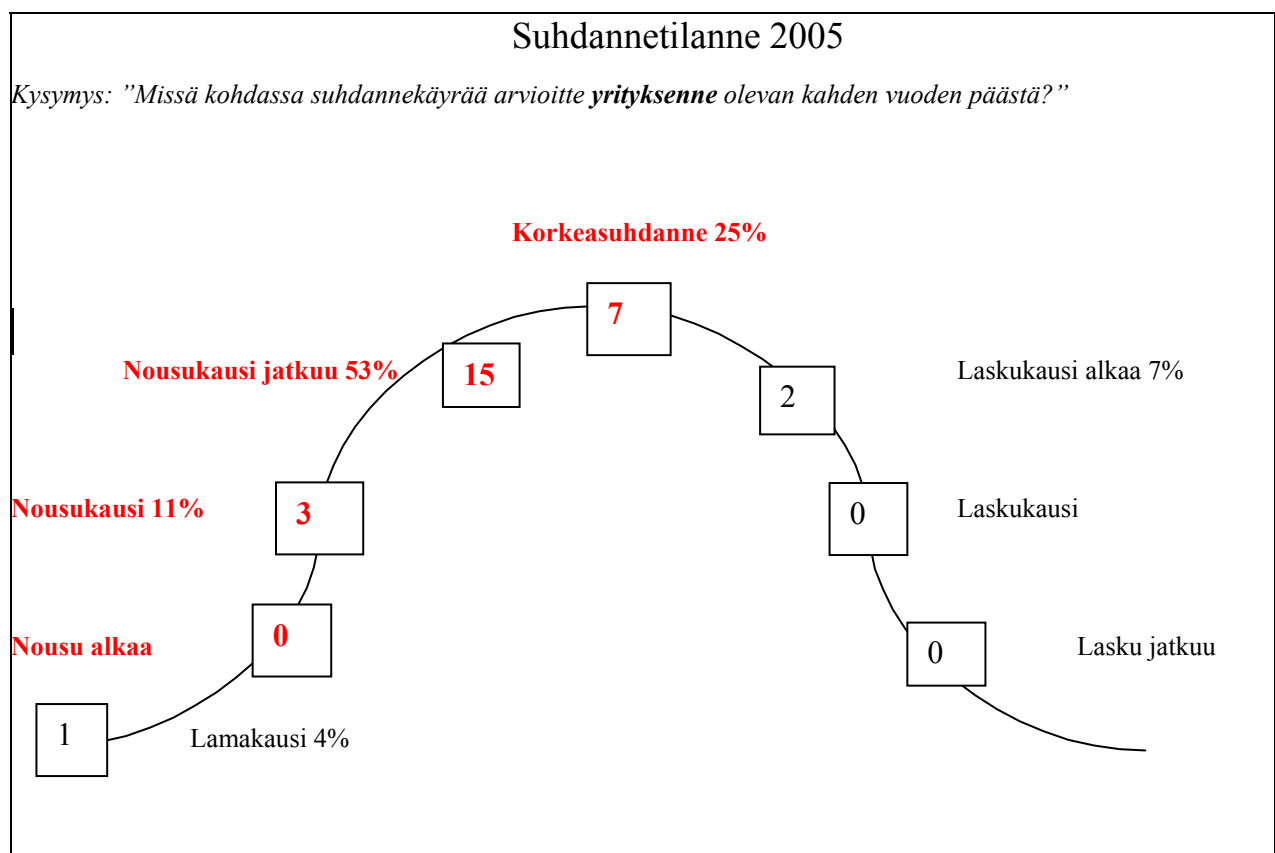 Suhdannetilanne 2005
Kysymys: ”Missä kohdassa suhdannekäyrää arvioitte yrityksenne olevan kahden vuoden päästä?”
Korkeasuhdanne 25%
7
Nousukausi jatkuu 53%
15
2
Laskukausi alkaa 7%
Nousukausi 11%
3
0
Laskukausi
Nousu alkaa
0
0
Lasku jatkuu
1
Lamakausi 4%